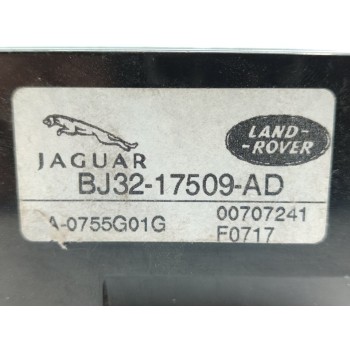 JAGUAR
LAND-
-ROVER
BJ32-17509-AD
A-0755G01G 00707241
F0717